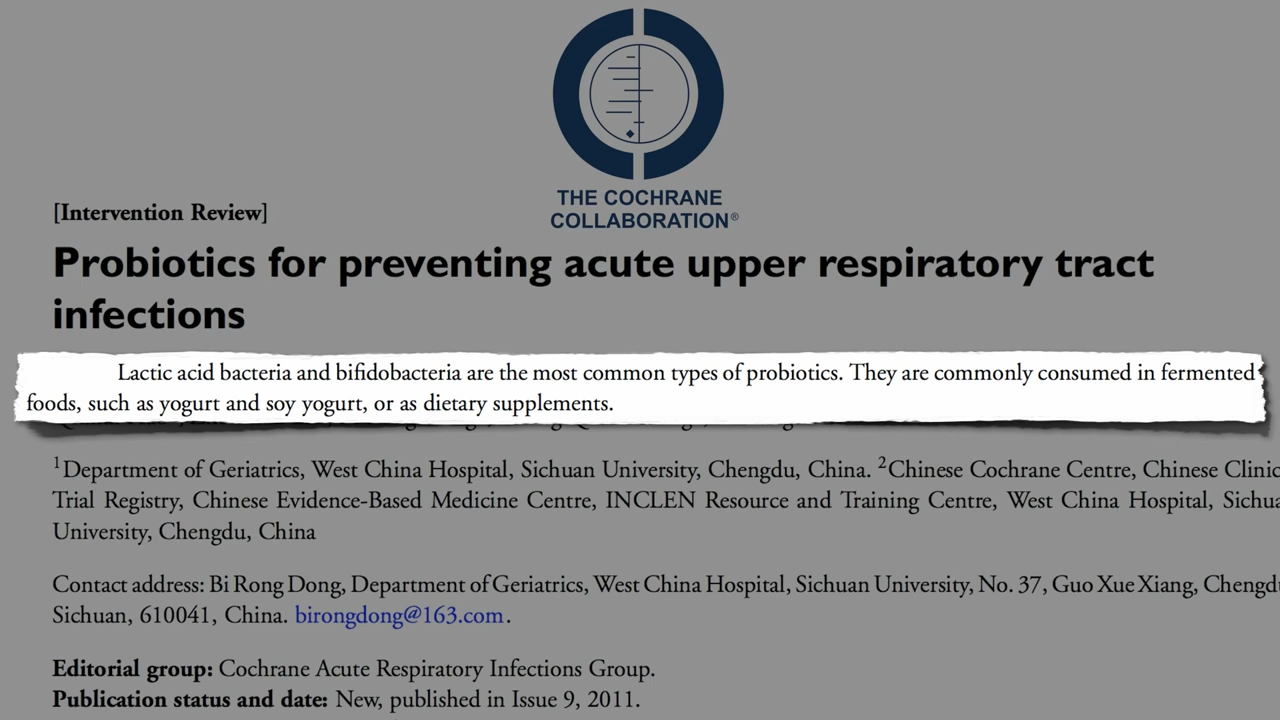 THE COCHRANE
COLLABORATION®
[Intervention Review]
Probiotics for preventing acute upper respiratory tract
infections
Lactic acid bacteria and bifidobacteria are the most common types of probiotics. They are commonly consumed in fermented
foods, such as yogurt and soy yogurt, or as dietary supplements.
¹Department of Geriatrics, West China Hospital, Sichuan University, Chengdu, China. ²Chinese Cochrane Centre, Chinese Clinic
Trial Registry, Chinese Evidence-Based Medicine Centre, INCLEN Resource and Training Centre, West China Hospital, Sichua
University, Chengdu, China
Contact address: Bi Rong Dong, Department of Geriatrics, West China Hospital, Sichuan University, No. 37, Guo Xue Xiang, Chengdu
Sichuan, 610041, China. birongdong@163.com.
Editorial group: Cochrane Acute Respiratory Infections Group.
Publication status and date: New, published in Issue 9, 2011.